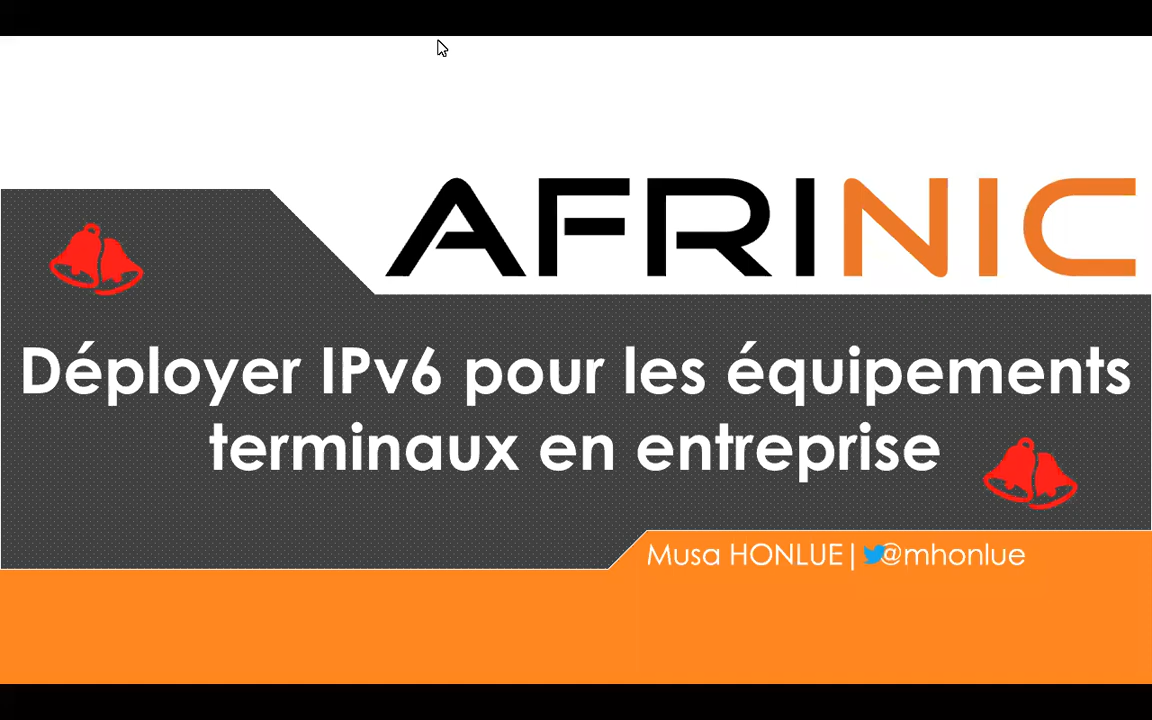 AFRINIC
Déployer IPv6 pour les équipements
terminaux en entreprise
Musa HONLUE| @mhonlue